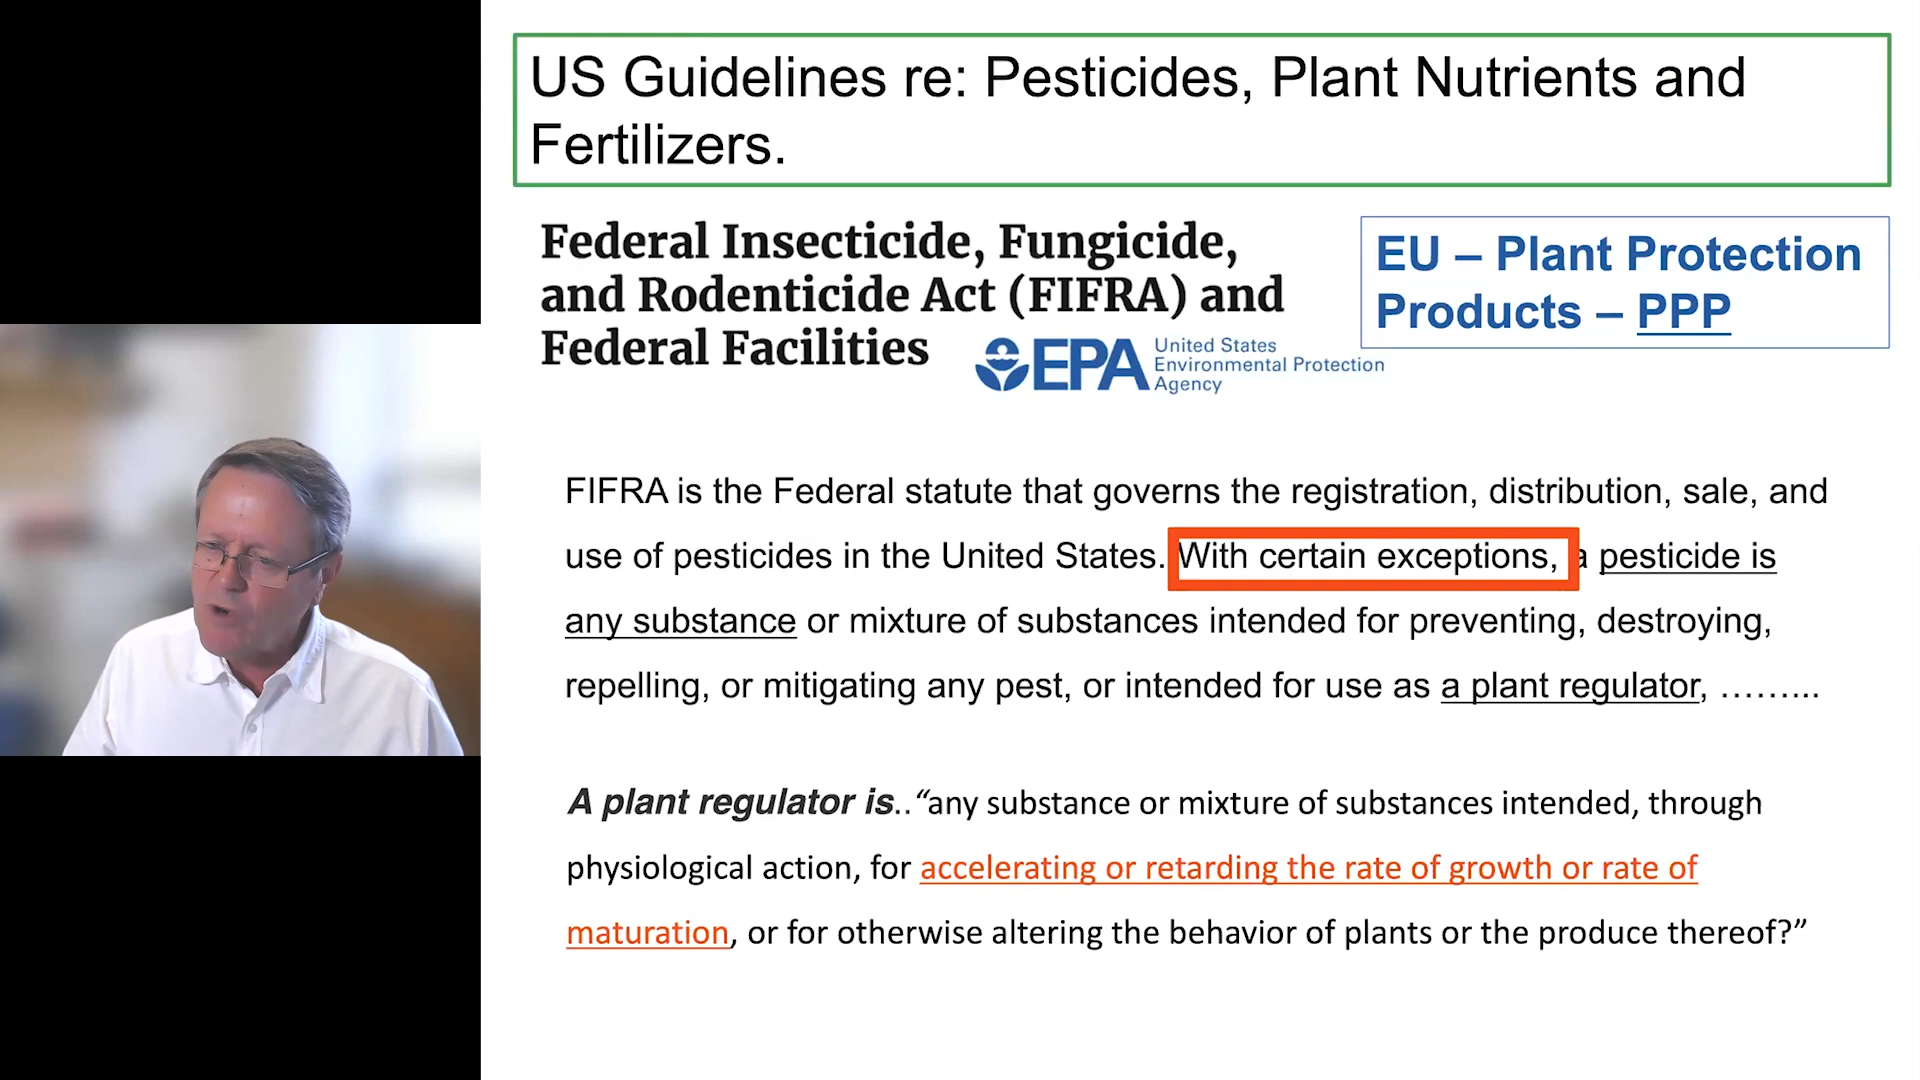 US Guidelines re: Pesticides, Plant Nutrients and
Fertilizers.
Federal Insecticide, Fungicide,
and Rodenticide Act (FIFRA) and
Federal Facilities
EPA United States
Environmental Protection
Agency
EU – Plant Protection
Products – PPP
FIFRA is the Federal statute that governs the registration, distribution, sale, and
use of pesticides in the United States. With certain exceptions, a pesticide is
any substance or mixture of substances intended for preventing, destroying,
repelling, or mitigating any pest, or intended for use as a plant regulator, ……...
A plant regulator is..“any substance or mixture of substances intended, through
physiological action, for accelerating or retarding the rate of growth or rate of
maturation, or for otherwise altering the behavior of plants or the produce thereof?”